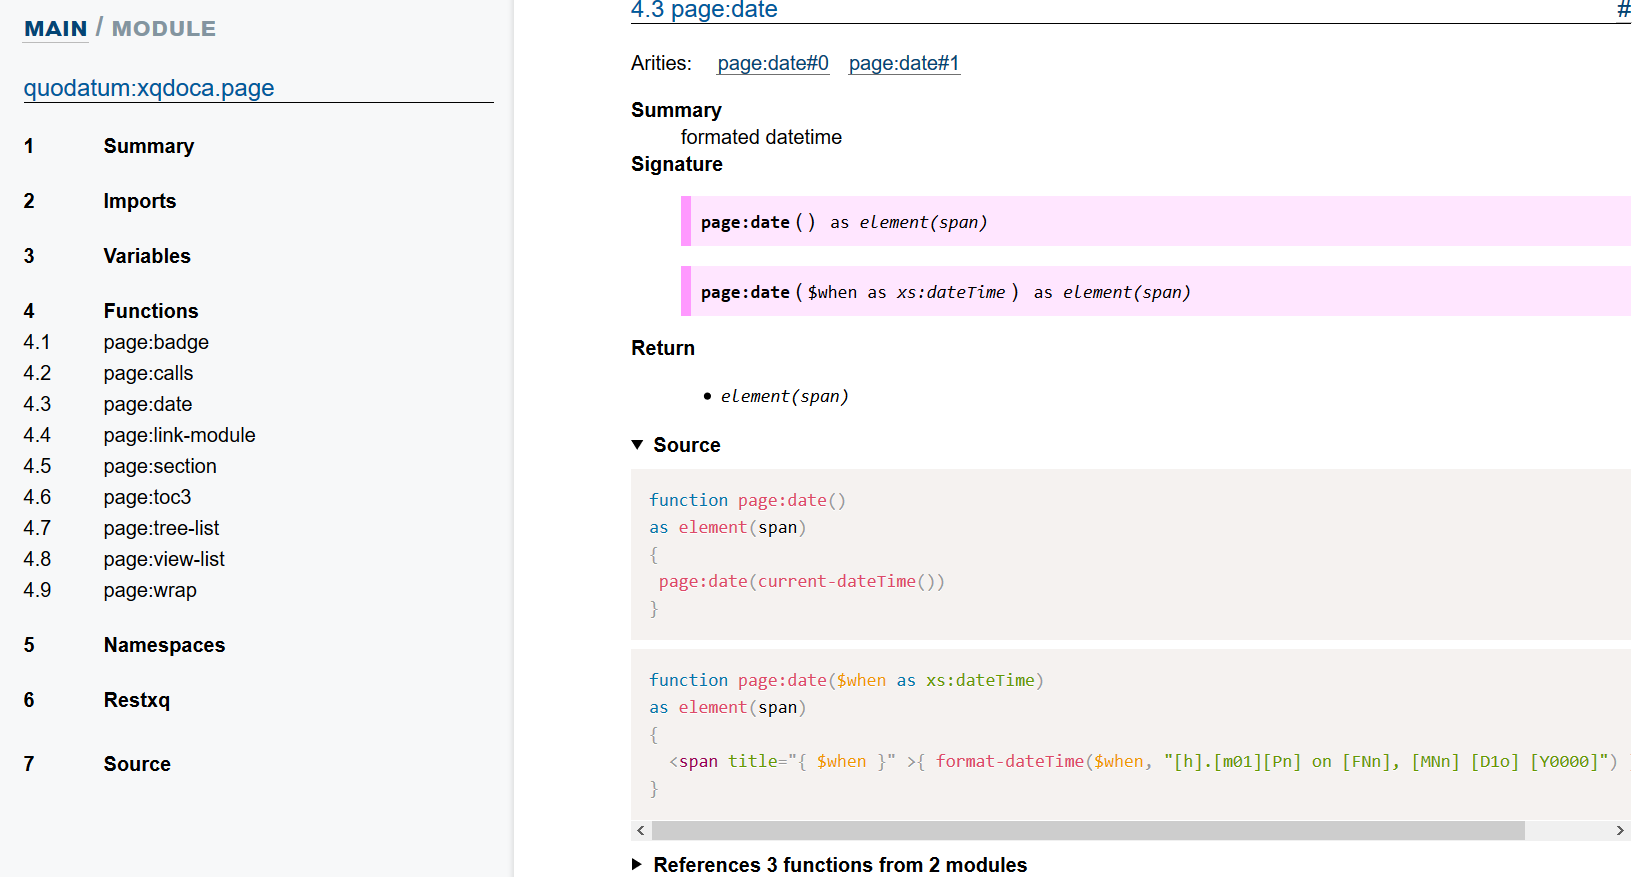 MAIN / MODULE
quodatum:xqdoca.page
1 Summary
2 Imports
3 Variables
4 Functions
4.1 page:badge
4.2 page:calls
4.3 page:date
4.4 page:link-module
4.5 page:section
4.6 page:toc3
4.7 page:tree-list
4.8 page:view-list
4.9 page:wrap
5 Namespaces
6 Restxq
7 Source
4.3 page:date #
Arities: page:date#0 page:date#1
Summary
formated datetime
Signature
page:date() as element(span)
page:date($when as xs:dateTime) as element(span)
Return
• element(span)
▼ Source
function page:date()
as element(span)
{
page:date(current-dateTime())
}
function page:date($when as xs:dateTime)
as element(span)
{
<span title="{ $when }" >{ format-dateTime($when, "[h].[m01][Pn] on [FNn], [MNn] [D1o] [Y0000]")
}
► References 3 functions from 2 modules